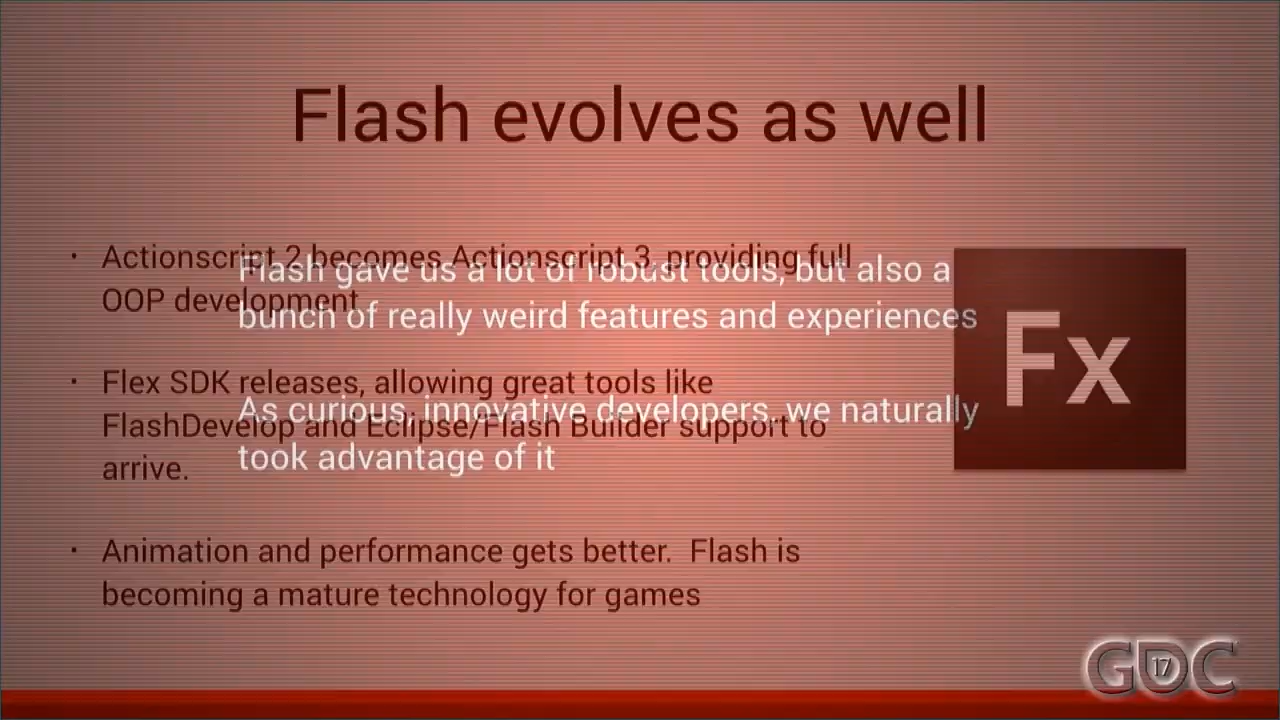 Flash evolves as well
· Actionscript 2 becomes Actionscript 3, providing full
OOP development
· Flex SDK releases, allowing great tools like
FlashDevelop and Eclipse/Flash Builder support to
arrive.
· Animation and performance gets better.  Flash is
becoming a mature technology for games
Flash gave us a lot of robust tools, but also a
bunch of really weird features and experiences
As curious, innovative developers, we naturally
took advantage of it
Fx
GDC
17